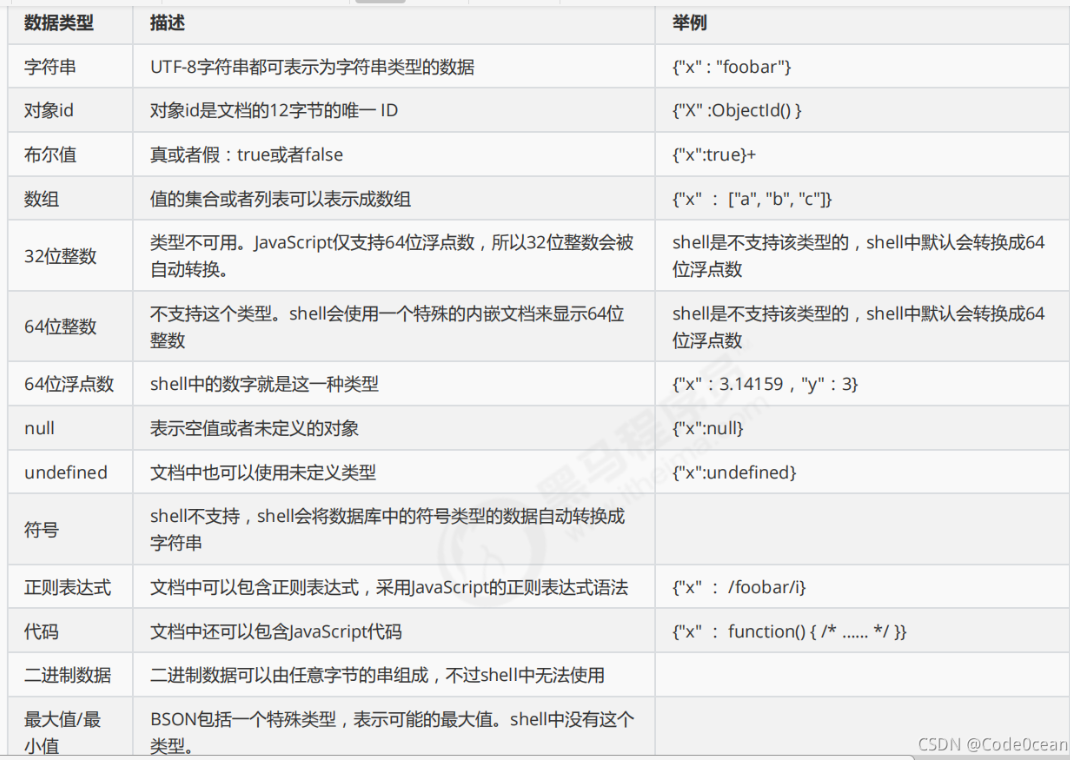 数据类型 描述 举例
字符串 UTF-8字符串都可表示为字符串类型的数据 {"x" : "foobar"}
对象id 对象id是文档的12字节的唯一 ID {"X" :ObjectId() }
布尔值 真或者假：true或者false {"x":true}+
数组 值的集合或者列表可以表示成数组 {"x" ： ["a", "b", "c"]}
32位整数 类型不可用。JavaScript仅支持64位浮点数，所以32位整数会被 shell是不支持该类型的，shell中默认会转换成64
自动转换。 位浮点数
64位整数 不支持这个类型。shell会使用一个特殊的内嵌文档来显示64位 shell是不支持该类型的，shell中默认会转换成64
整数 位浮点数
64位浮点数 shell中的数字就是这一种类型 {"x"：3.14159，"y"：3}
null 表示空值或者未定义的对象 {"x":null}
undefined 文档中也可以使用未定义类型 {"x":undefined}
符号 shell不支持，shell会将数据库中的符号类型的数据自动转换成
字符串
正则表达式 文档中可以包含正则表达式，采用JavaScript的正则表达式语法 {"x" ： /foobar/i}
代码 文档中还可以包含JavaScript代码 {"x" ： function() { /* …… */ }}
二进制数据 二进制数据可以由任意字节的串组成，不过shell中无法使用
最大值/最 BSON包括一个特殊类型，表示可能的最大值。shell中没有这个
小值 类型。
黑马程序员
www.itheima.com
CSDN @CodeOcean